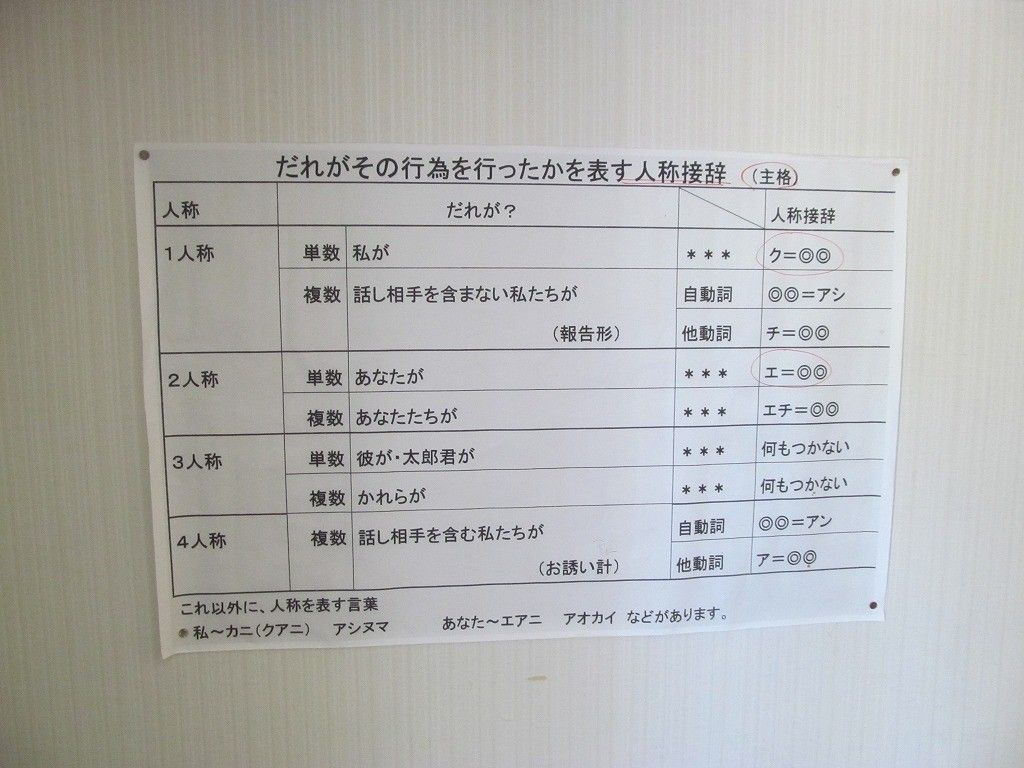 だれがその行為を行ったかを表す人称接辞 (主格)
人称 だれが？ 人称接辞
1人称 単数 私が ＊＊＊ ク＝◎◎
複数 話し相手を含まない私たちが 自動詞 ◎◎＝アシ
(報告形) 他動詞 チ＝◎◎
2人称 単数 あなたが ＊＊＊ エ＝◎◎
複数 あなたたちが ＊＊＊ エチ＝◎◎
3人称 単数 彼が・太郎君が ＊＊＊ 何もつかない
複数 かれらが ＊＊＊ 何もつかない
4人称 複数 話し相手を含む私たちが 自動詞 ◎◎＝アン
(お誘い計) 他動詞 ア＝◎◎
これ以外に、人称を表す言葉
私～カニ(クアニ) アシヌマ あなた～エアニ アオカイ などがあります。